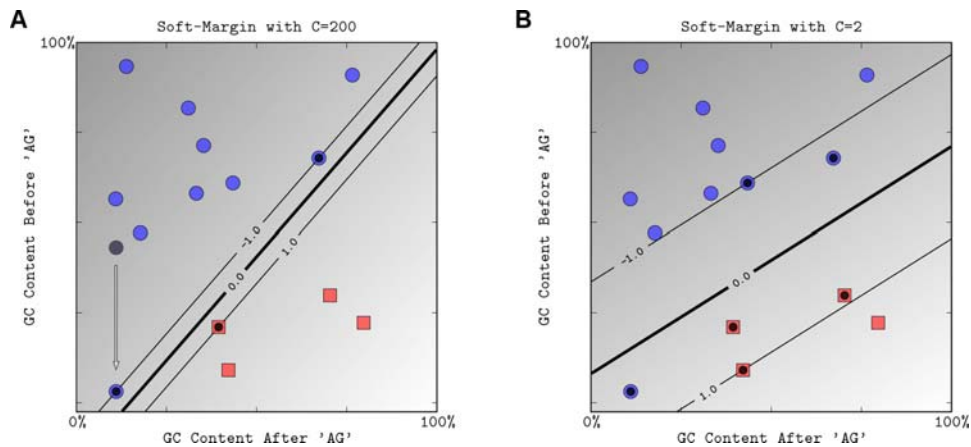 A
Soft-Margin with C=200
100%
GC Content Before 'AG'
-1.0
0.0
1.0
0%
100%
GC Content After 'AG'
B
Soft-Margin with C=2
100%
GC Content Before 'AG'
-1.0
0.0
1.0
0%
100%
GC Content After 'AG'